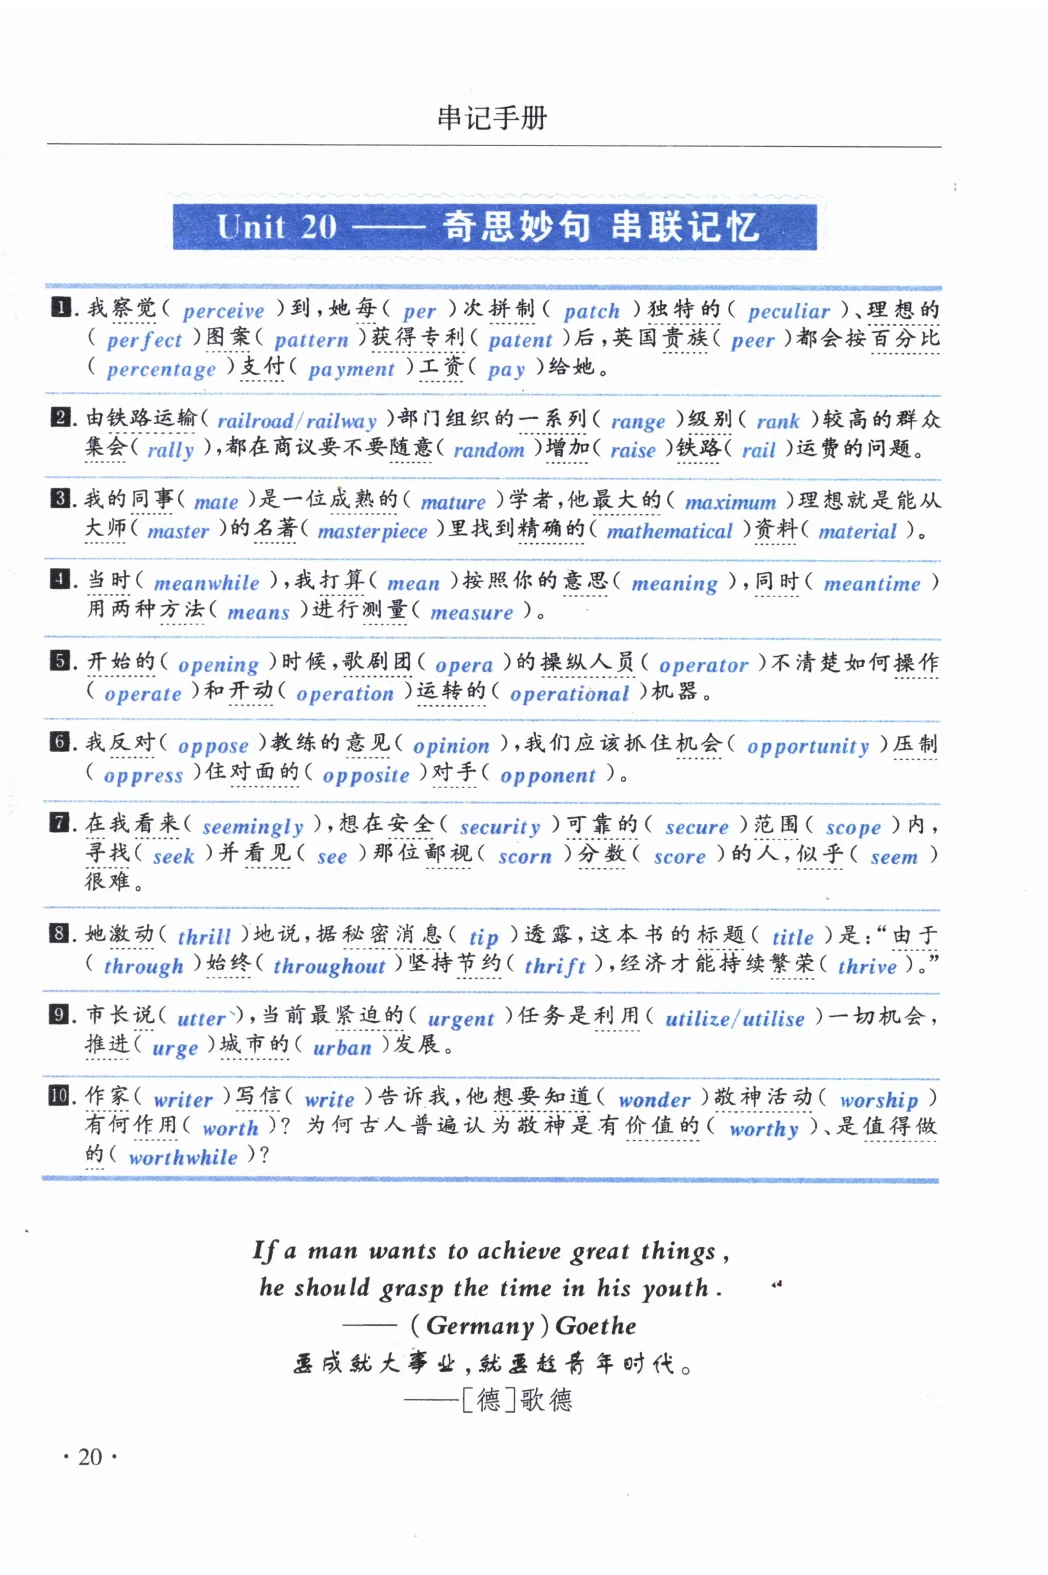 串记手册
Unit 20 —— 奇思妙句 串联记忆
1. 我察觉( perceive )到,她每( per )次拼制( patch )独特的( peculiar )、理想的
( perfect )图案( pattern )获得专利( patent )后,英国贵族( peer )都会按百分比
( percentage )支付( payment )工资( pay )给她。
2. 由铁路运输( railroad/railway )部门组织的一系列( range )级别( rank )较高的群众
集会( rally ),都在商议要不要随意( random )增加( raise )铁路( rail )运费的问题。
3. 我的同事( mate )是一位成熟的( mature )学者,他最大的( maximum )理想就是能从
大师( master )的名著( masterpiece )里找到精确的( mathematical )资料( material )。
4. 当时( meanwhile ),我打算( mean )按照你的意思( meaning ),同时( meantime )
用两种方法( means )进行测量( measure )。
5. 开始的( opening )时候,歌剧团( opera )的操纵人员( operator )不清楚如何操作
( operate )和开动( operation )运转的( operational )机器。
6. 我反对( oppose )教练的意见( opinion ),我们应该抓住机会( opportunity )压制
( oppress )住对面的( opposite )对手( opponent )。
7. 在我看来( seemingly ),想在安全( security )可靠的( secure )范围( scope )内,
寻找( seek )并看见( see )那位鄙视( scorn )分数( score )的人,似乎( seem )
很难。
8. 她激动( thrill )地说,据秘密消息( tip )透露,这本书的标题( title )是:“由于
( through )始终( throughout )坚持节约( thrift ),经济才能持续繁荣( thrive )。”
9. 市长说( utter ),当前最紧迫的( urgent )任务是利用( utilize/utilise )一切机会,
推进( urge )城市的( urban )发展。
10. 作家( writer )写信( write )告诉我,他想要知道( wonder )敬神活动( worship )
有何作用( worth )? 为何古人普遍认为敬神是有价值的( worthy )、是值得做
的( worthwhile )?
If a man wants to achieve great things,
he should grasp the time in his youth.
—— (Germany) Goethe
要成就大事业,就要趁青年时代。
——[德]歌德
· 20 ·